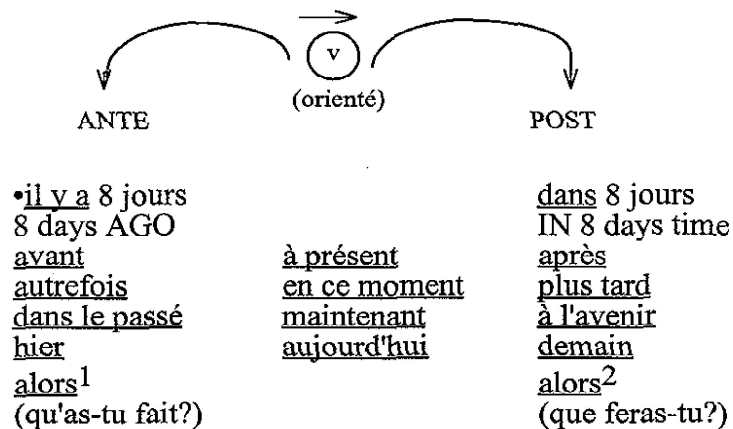 v
(orienté)
ANTE POST
•il y a 8 jours dans 8 jours
8 days AGO IN 8 days time
avant à présent après
autrefois en ce moment plus tard
dans le passé maintenant à l'avenir
hier aujourd'hui demain
alors1 alors2
(qu'as-tu fait?) (que feras-tu?)